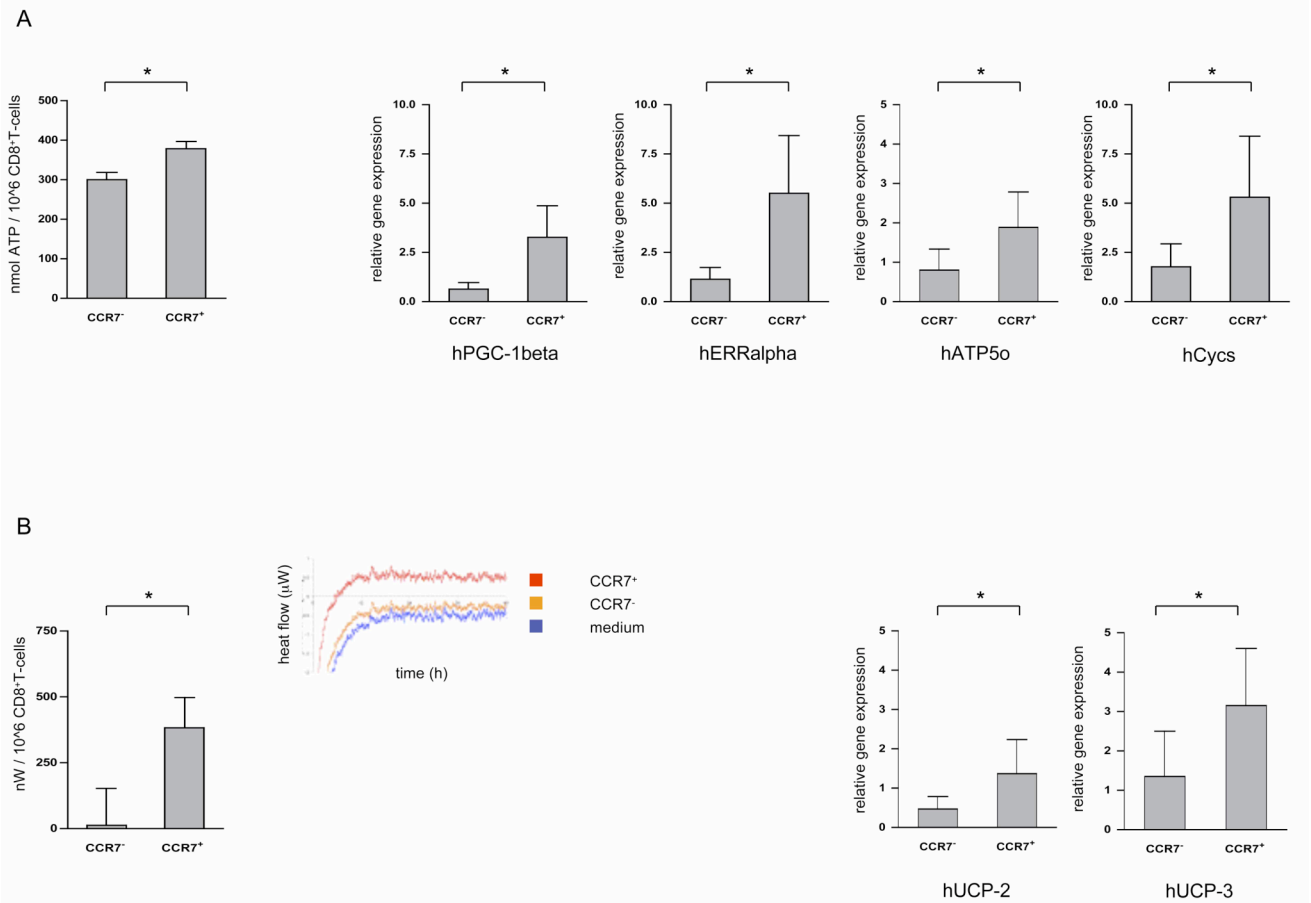 A
*
nmol ATP / 10^6 CD8⁺T-cells
500
400
300
200
100
0
CCR7⁻ CCR7⁺
*
relative gene expression
10.0
7.5
5.0
2.5
0.0
CCR7⁻ CCR7⁺
hPGC-1beta
*
relative gene expression
10.0
7.5
5.0
2.5
0.0
CCR7⁻ CCR7⁺
hERRalpha
*
relative gene expression
5
4
3
2
1
0
CCR7⁻ CCR7⁺
hATP5o
*
relative gene expression
10.0
7.5
5.0
2.5
0.0
CCR7⁻ CCR7⁺
hCycs
B
*
nW / 10^6 CD8⁺T-cells
750
500
250
0
CCR7⁻ CCR7⁺
heat flow (µW)
time (h)
CCR7⁺
CCR7⁻
medium
*
relative gene expression
5
4
3
2
1
0
CCR7⁻ CCR7⁺
hUCP-2
*
relative gene expression
5
4
3
2
1
0
CCR7⁻ CCR7⁺
hUCP-3